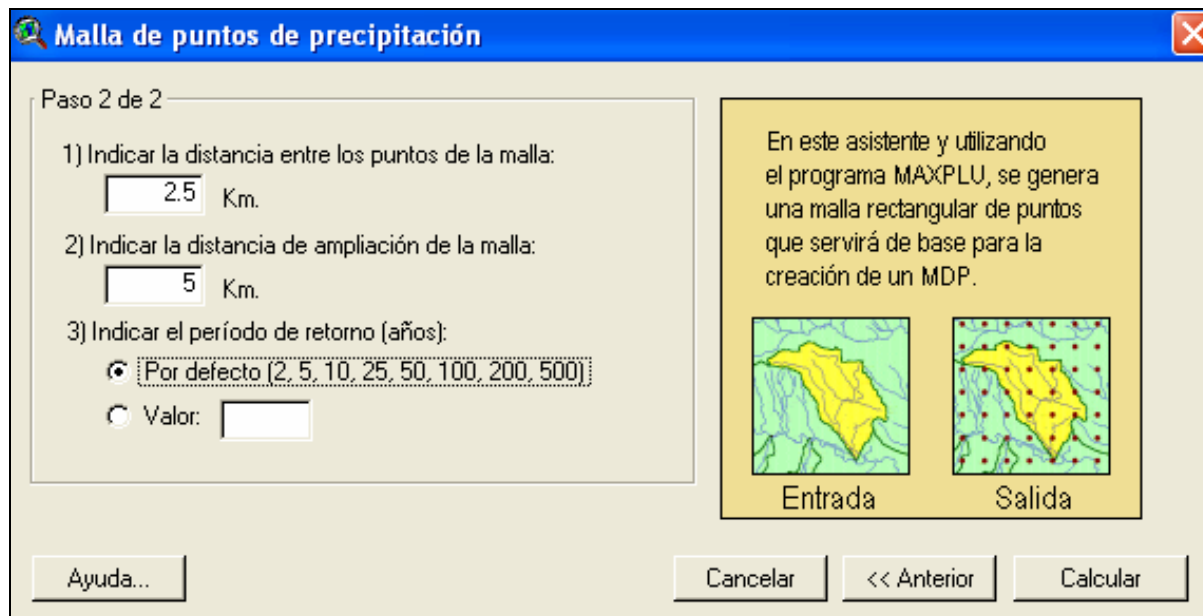 Malla de puntos de precipitación
Paso 2 de 2
1) Indicar la distancia entre los puntos de la malla:
2.5 Km.
2) Indicar la distancia de ampliación de la malla:
5 Km.
3) Indicar el período de retorno (años):
Por defecto (2, 5, 10, 25, 50, 100, 200, 500)
Valor:
En este asistente y utilizando
el programa MAXPLU, se genera
una malla rectangular de puntos
que servirá de base para la
creación de un MDP.
Entrada
Salida
Ayuda...
Cancelar
<< Anterior
Calcular